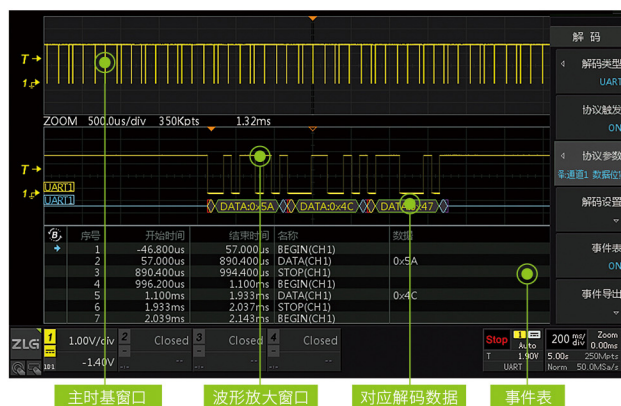 解 码
解码类型
UART
协议触发
ON
协议参数
条:通道1 数据位宽
解码设置
事件表
ON
事件导出
T
1
ZOOM 500.0us/div 350Kpts 1.32ms
T
UART1
1
UART1
DATA:0x5A DATA:0x4C DATA:0x47
B 序号 开始时间 结束时间 名称 数据
1 -46.800us 57.000us BEGIN(CH1)
2 57.000us 890.400us DATA(CH1) 0x5A
3 890.400us 994.400us STOP(CH1)
4 996.200us 1.100ms BEGIN(CH1)
5 1.100ms 1.933ms DATA(CH1) 0x4C
6 1.933ms 2.037ms STOP(CH1)
7 2.039ms 2.143ms BEGIN(CH1)
ZLG 1 1.00V/div 2 Closed 3 Closed 4 Closed Stop 1 Auto 200 ms/div Zoom 0.00ms
-1.40V T 1.90V 5.00s 250Mpts
UART Norm 50.0MSa/s
主时基窗口 波形放大窗口 对应解码数据 事件表